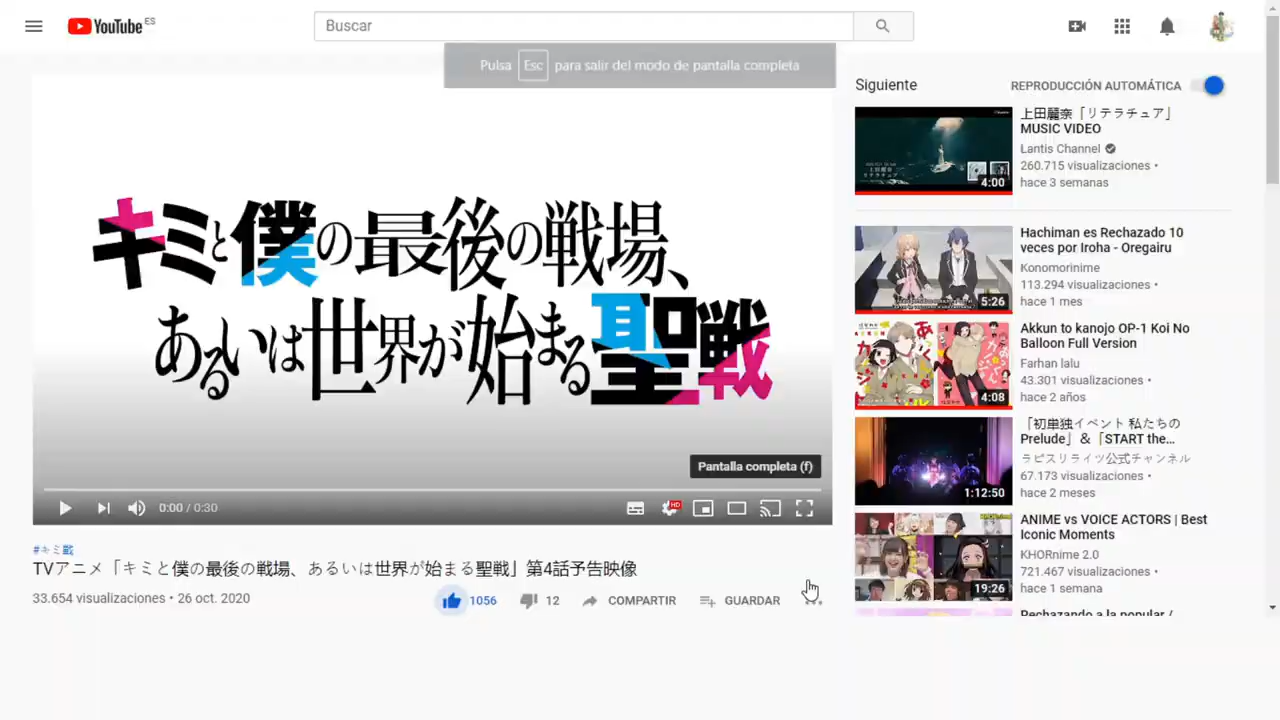 YouTube ES
Buscar
Pulsa Esc para salir del modo de pantalla completa
キミと僕の最後の戦場、
あるいは世界が始まる聖戦
Pantalla completa (f)
0:00 / 0:30
HD
#キミ戦
TVアニメ「キミと僕の最後の戦場、あるいは世界が始まる聖戦」第4話予告映像
33.654 visualizaciones • 26 oct. 2020
1056
12
COMPARTIR
GUARDAR
Siguiente
REPRODUCCIÓN AUTOMÁTICA
上田麗奈「リテラチュア」
MUSIC VIDEO
Lantis Channel
260.715 visualizaciones •
hace 3 semanas
4:00
Hachiman es Rechazado 10
veces por Iroha - Oregairu
Konomorinime
113.294 visualizaciones •
hace 1 mes
5:26
Akkun to kanojo OP-1 Koi No
Balloon Full Version
Farhan lalu
43.301 visualizaciones •
hace 2 años
4:08
「初単独イベント 私たちの
Prelude」＆「START the...
ラピスリライツ公式チャンネル
67.173 visualizaciones •
hace 2 meses
1:12:50
ANIME vs VOICE ACTORS | Best
Iconic Moments
KHORnime 2.0
721.467 visualizaciones •
hace 1 semana
19:26
Rechazando a la popular /